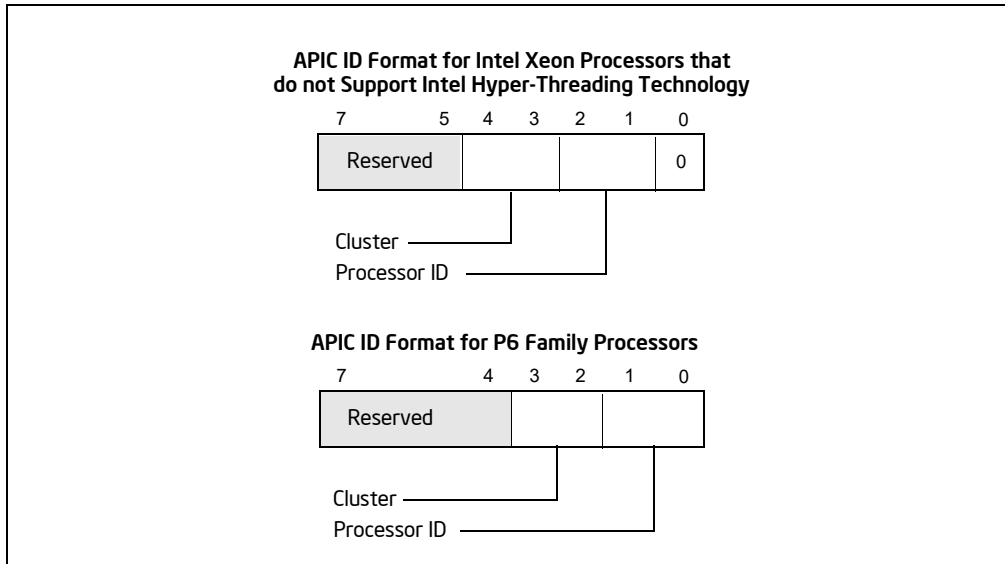 APIC ID Format for Intel Xeon Processors that
do not Support Intel Hyper-Threading Technology
7 5 4 3 2 1 0
Reserved 0
Cluster
Processor ID
APIC ID Format for P6 Family Processors
7 4 3 2 1 0
Reserved
Cluster
Processor ID